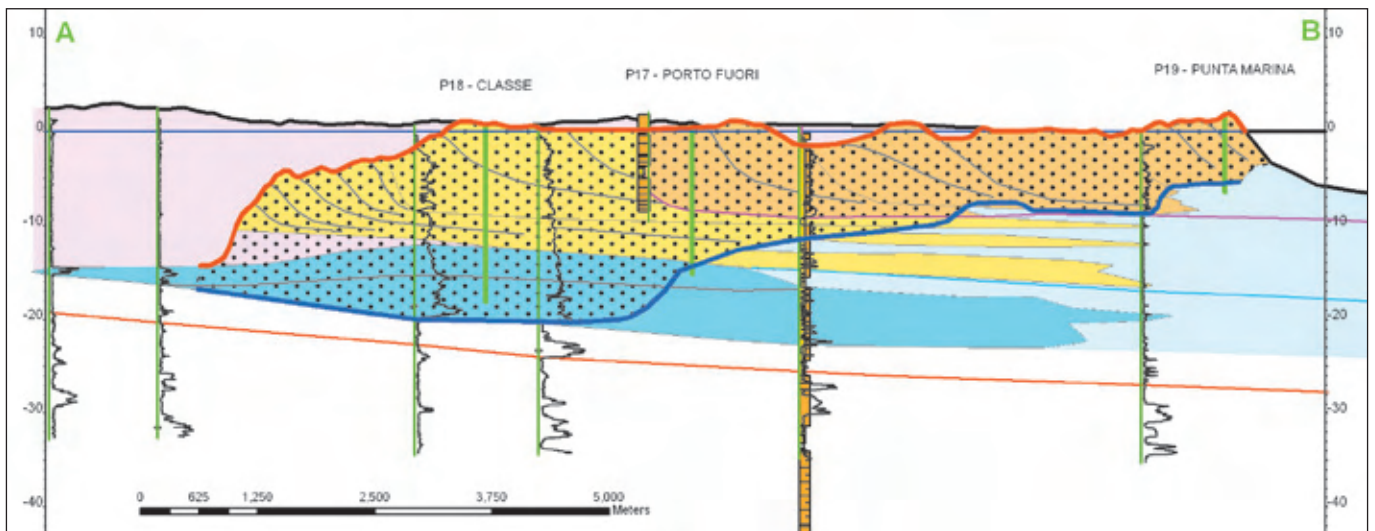 A
B
10
10
P17 - PORTO FUORI
P19 - PUNTA MARINA
P18 - CLASSE
0
0
-10
-10
-20
-20
-30
-30
-40
-40
0 625 1,250 2,500 3,750 5,000
Meters